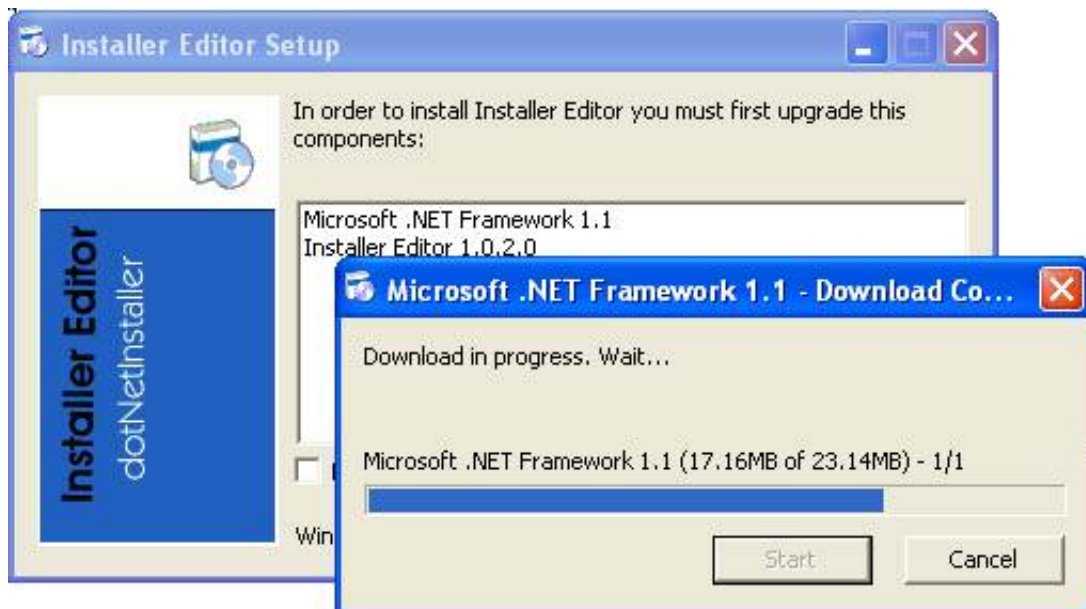 Installer Editor Setup
In order to install Installer Editor you must first upgrade this
components:
Microsoft .NET Framework 1.1
Installer Editor 1.0.2.0
Installer Editor
dotNetInstaller
Win
Microsoft .NET Framework 1.1 - Download Co...
Download in progress. Wait...
Microsoft .NET Framework 1.1 (17.16MB of 23.14MB) - 1/1
Start
Cancel